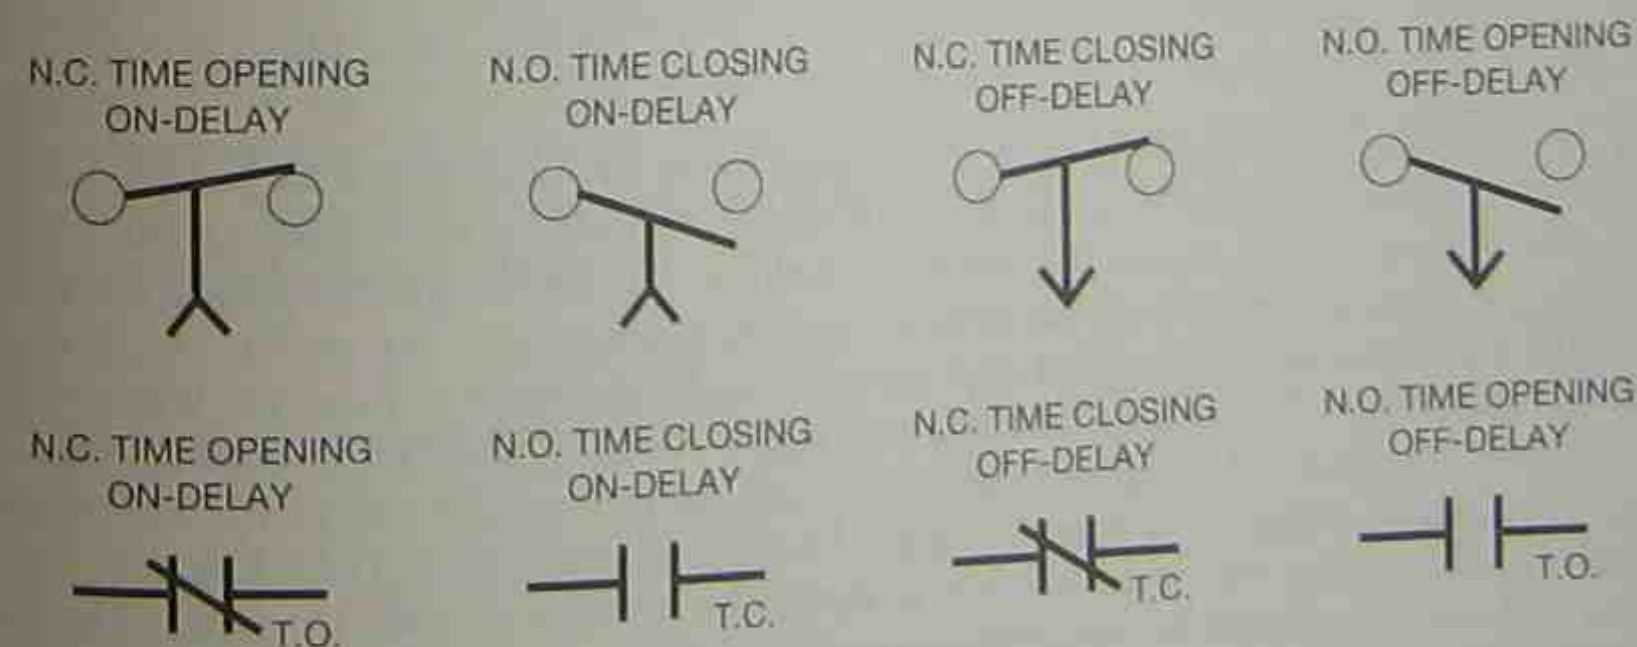 N.C. TIME OPENING
ON-DELAY
N.O. TIME CLOSING
ON-DELAY
N.C. TIME CLOSING
OFF-DELAY
N.O. TIME OPENING
OFF-DELAY
N.C. TIME OPENING
ON-DELAY
T.O.
N.O. TIME CLOSING
ON-DELAY
T.C.
N.C. TIME CLOSING
OFF-DELAY
T.C.
N.O. TIME OPENING
OFF-DELAY
T.O.